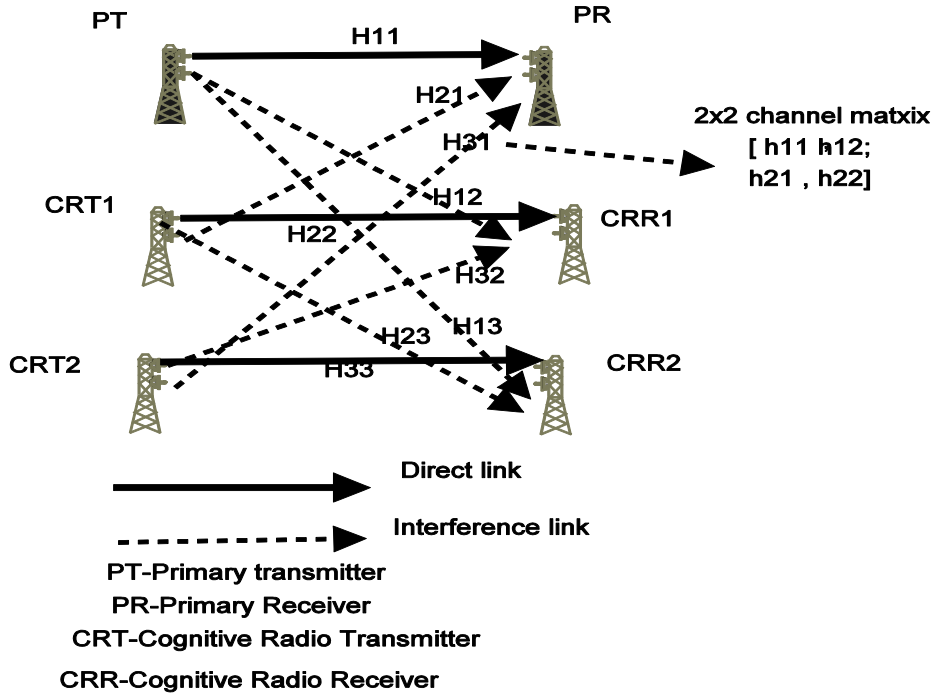 PT
PR
H11
H21
H31
2x2 channel matxix
[ h11 h12;
h21 , h22]
CRT1
H12
CRR1
H22
H32
CRT2
H23
H13
H33
CRR2
Direct link
Interference link
PT-Primary transmitter
PR-Primary Receiver
CRT-Cognitive Radio Transmitter
CRR-Cognitive Radio Receiver